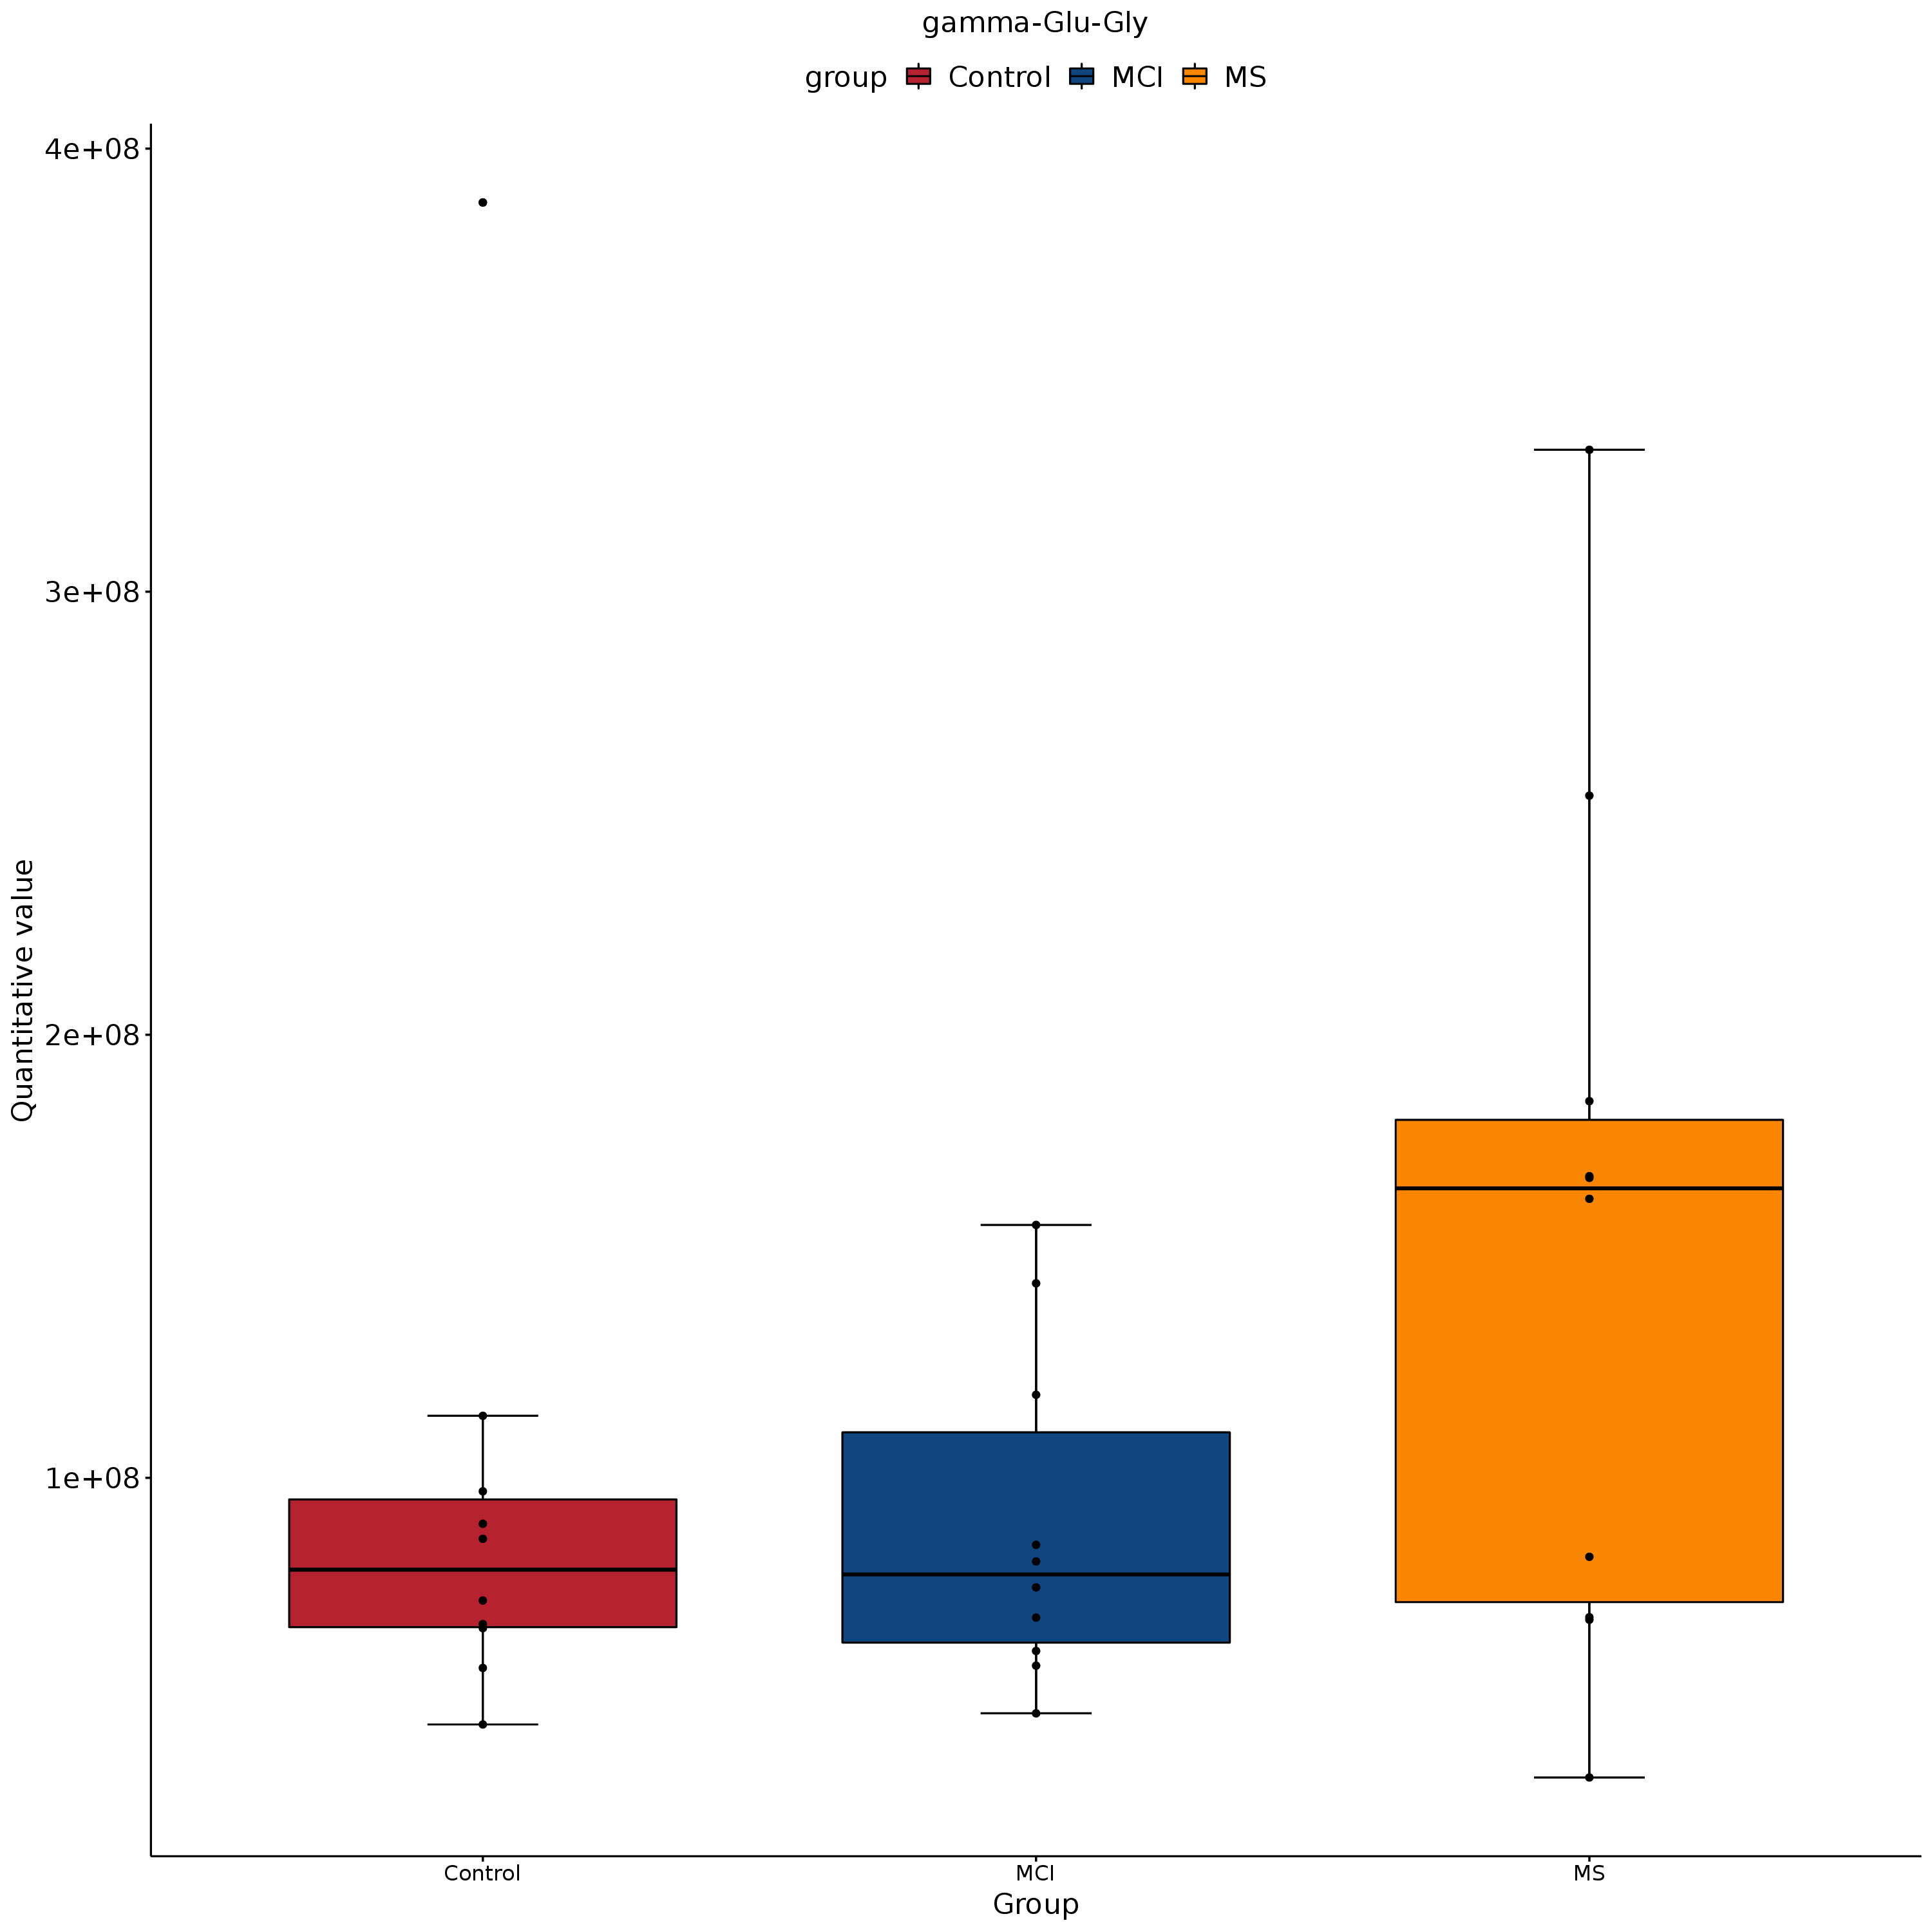 gamma-Glu-Gly
group Control MCI MS
4e+08
3e+08
2e+08
1e+08
Quantitative value
Control MCI MS
Group